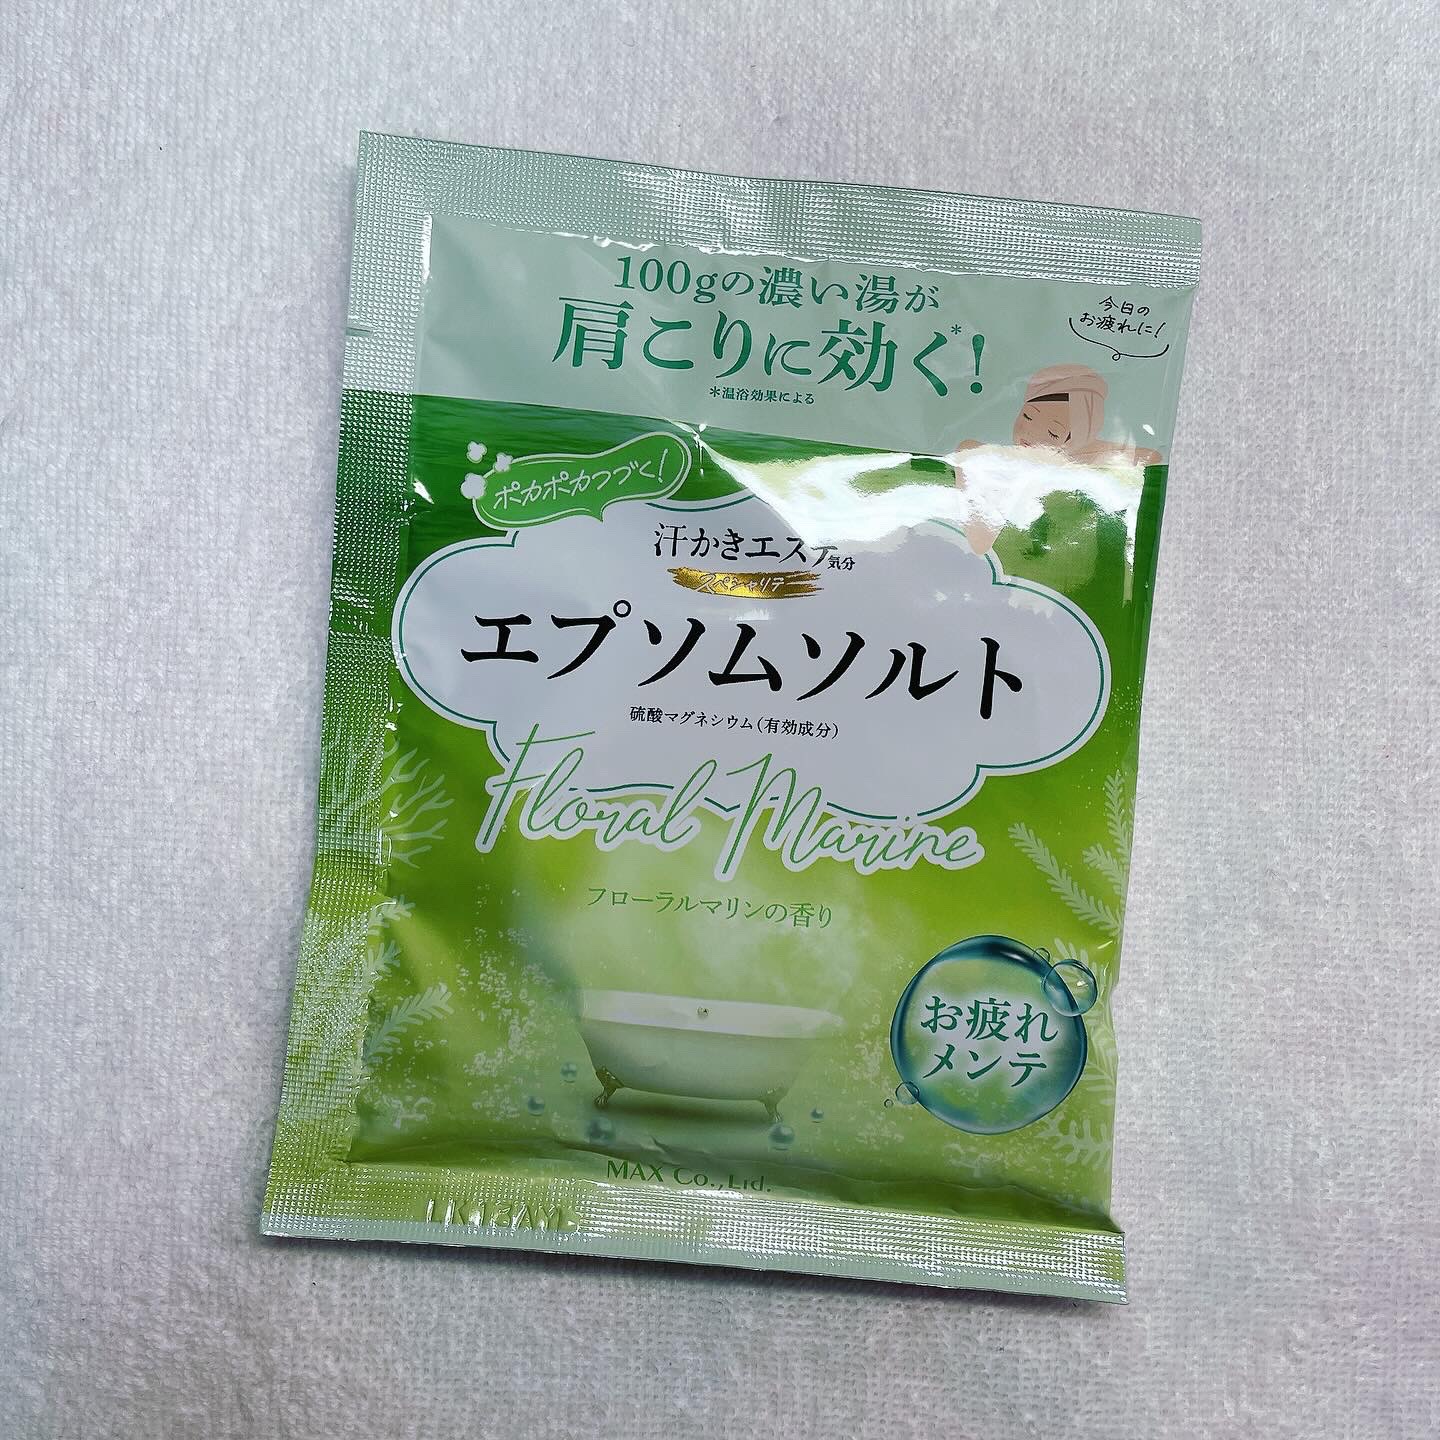 100gの濃い湯が
肩こりに効く*!
*温浴効果による
今日の
お疲れに!
ポカポカつづく!
汗かきエステ気分
スペシャリテ
エプソムソルト
硫酸マグネシウム(有効成分)
Floral Marine
フローラルマリンの香り
お疲れ
メンテ
MAX Co.,Ltd.